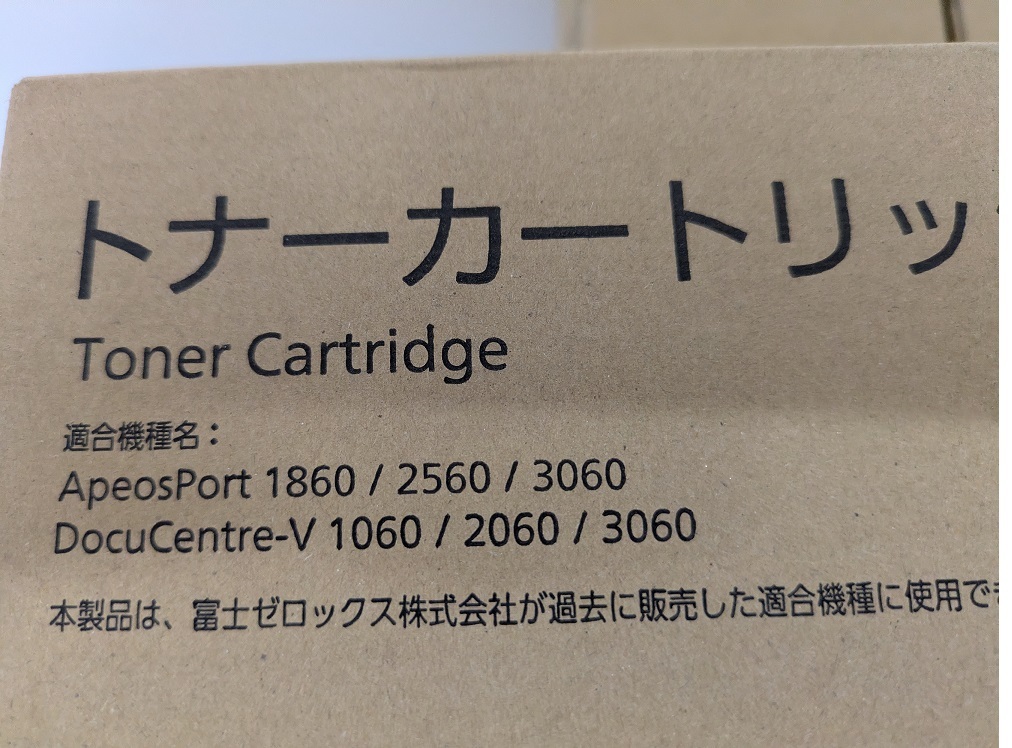 トナーカートリッ
Toner Cartridge
適合機種名：
ApeosPort 1860 / 2560 / 3060
DocuCentre-V 1060 / 2060 / 3060
本製品は、富士ゼロックス株式会社が過去に販売した適合機種に使用で